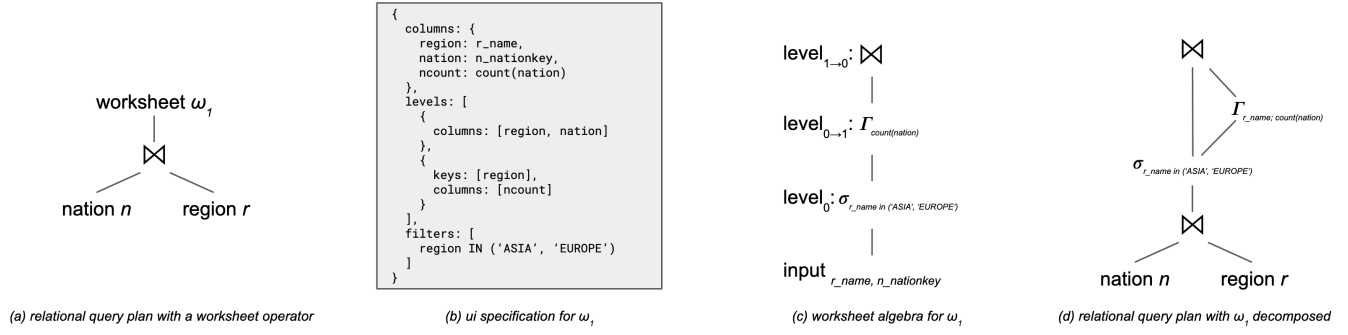 worksheet ω1
⋈
nation n
region r
(a) relational query plan with a worksheet operator
{
  columns: {
    region: r_name,
    nation: n_nationkey,
    ncount: count(nation)
  },
  levels: [
    {
      columns: [region, nation]
    },
    {
      keys: [region],
      columns: [ncount]
    }
  ],
  filters: [
    region IN (‘ASIA’, ‘EUROPE’)
  ]
}
(b) ui specification for ω1
level1→0: ⋈
level0→1: Γcount(nation)
level0: σr_name in (‘ASIA’, ‘EUROPE’)
input r_name, n_nationkey
(c) worksheet algebra for ω1
⋈
Γr_name; count(nation)
σr_name in (‘ASIA’, ‘EUROPE’)
⋈
nation n
region r
(d) relational query plan with ω1 decomposed